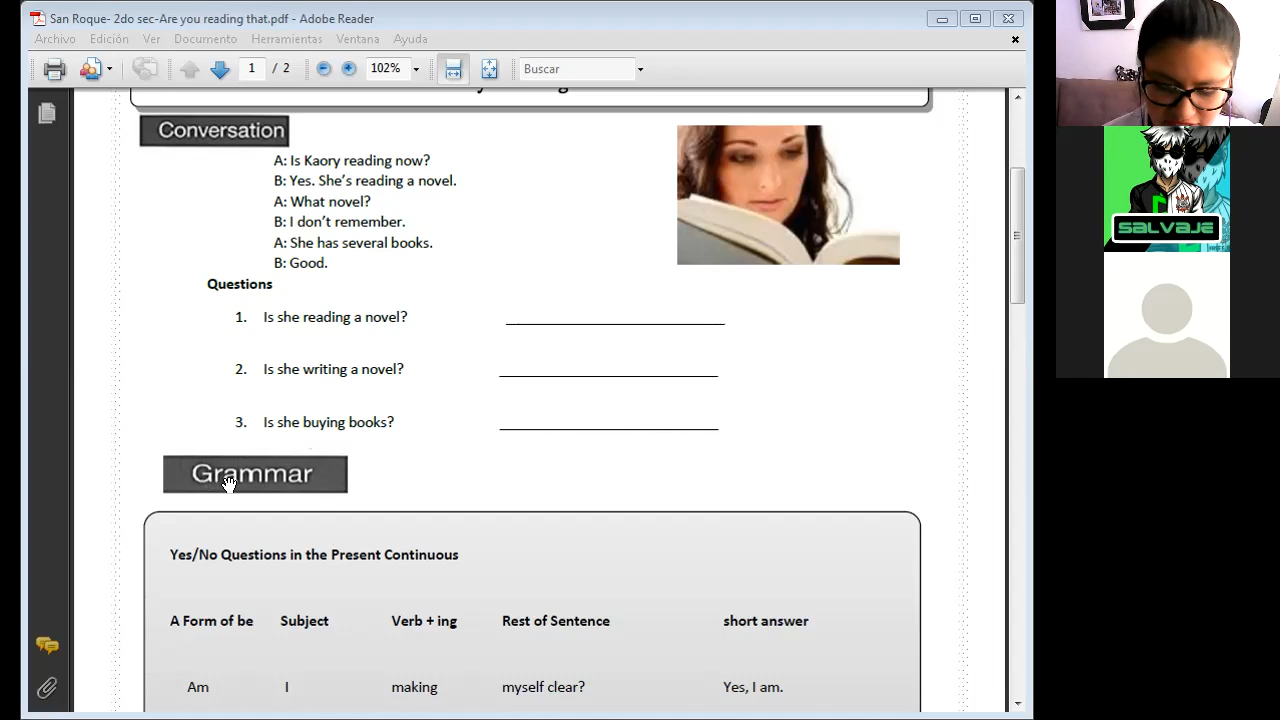 San Roque- 2do sec-Are you reading that.pdf - Adobe Reader
Archivo Edición Ver Documento Herramientas Ventana Ayuda
1 / 2 102% Buscar
Conversation
A: Is Kaory reading now?
B: Yes. She's reading a novel.
A: What novel?
B: I don't remember.
A: She has several books.
B: Good.
Questions
1. Is she reading a novel?
2. Is she writing a novel?
3. Is she buying books?
Grammar
Yes/No Questions in the Present Continuous
A Form of be Subject Verb + ing Rest of Sentence short answer
Am I making myself clear? Yes, I am.
SALVAJE